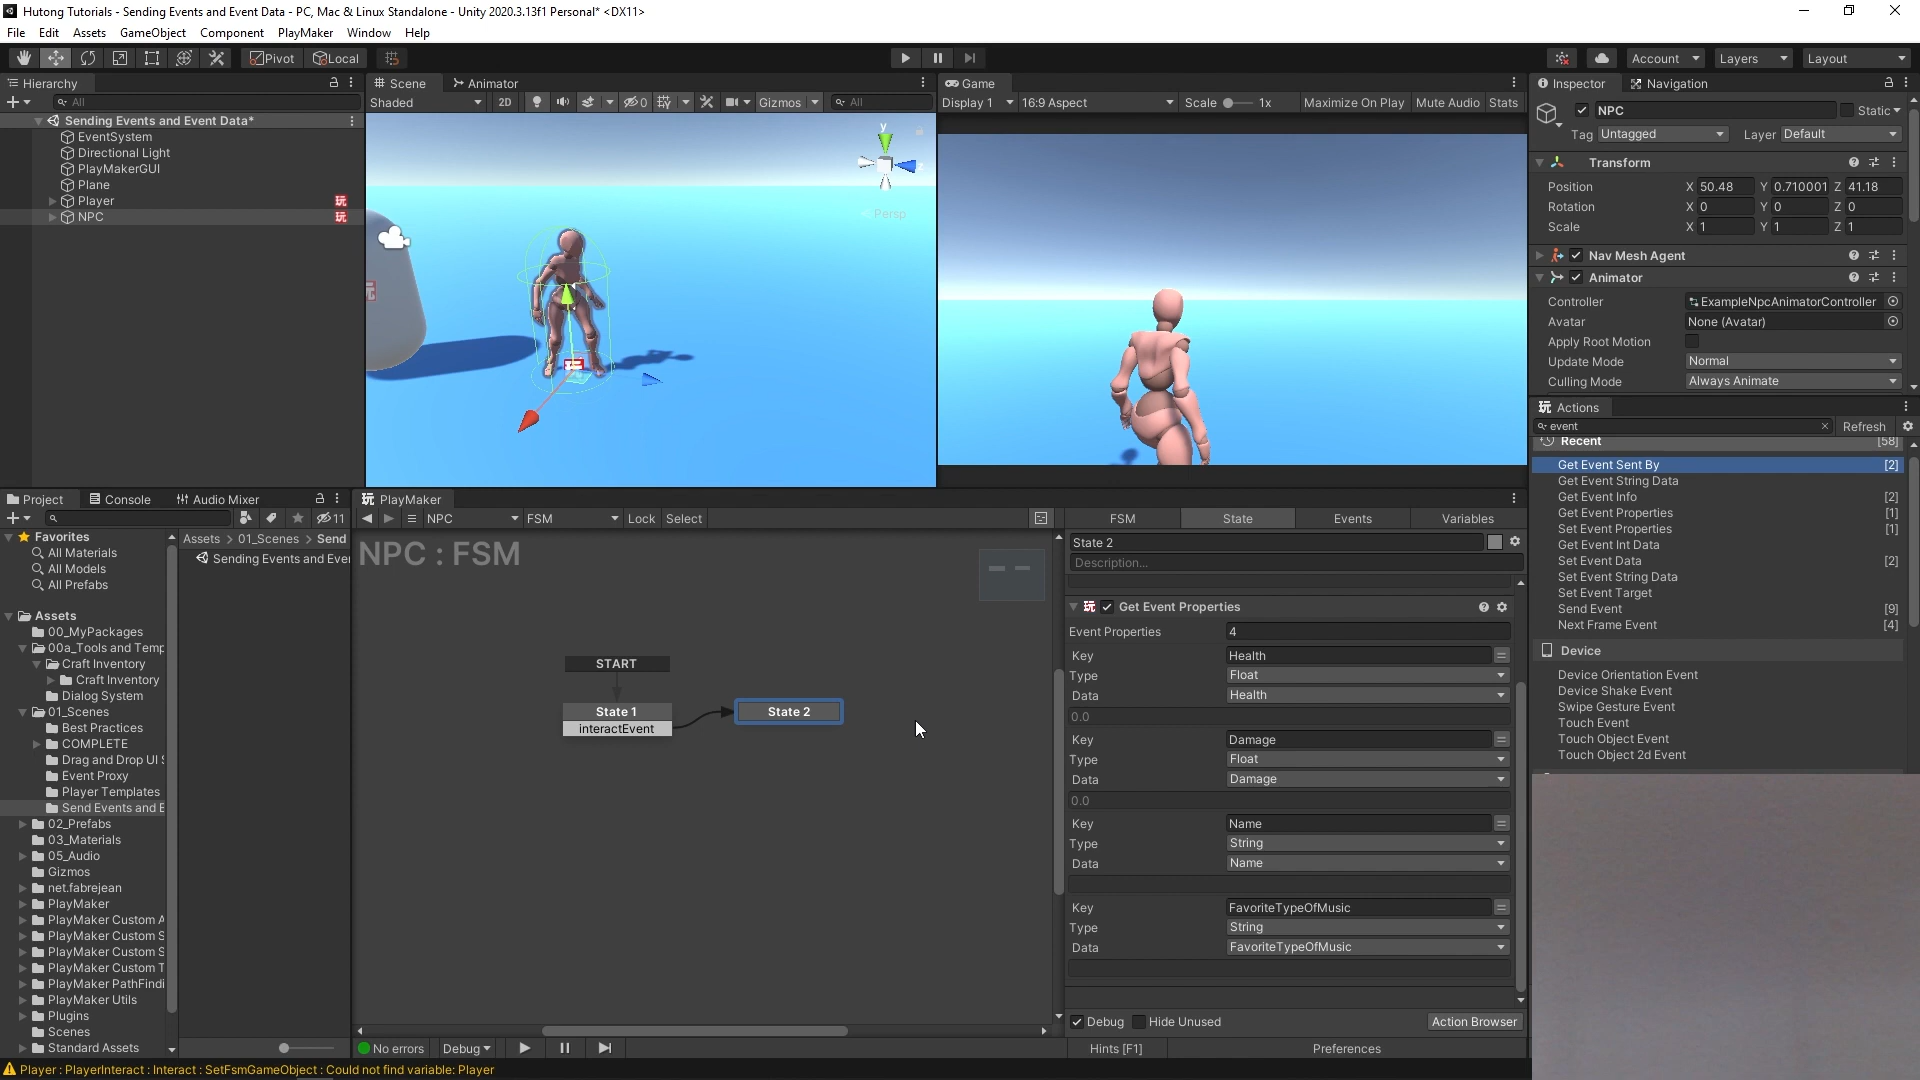 Hutong Tutorials - Sending Events and Event Data - PC, Mac & Linux Standalone - Unity 2020.3.13f1 Personal* <DX11>
File Edit Assets GameObject Component PlayMaker Window Help
Pivot Local Account Layers Layout
Hierarchy
All
Sending Events and Event Data*
EventSystem
Directional Light
PlayMakerGUI
Plane
Player
NPC
Scene Animator
Shaded 2D 0 Gizmos All
y
Persp
Game
Display 1 16:9 Aspect Scale 1x Maximize On Play Mute Audio Stats
Inspector Navigation
NPC Static
Tag Untagged Layer Default
Transform
Position X 50.48 Y 0.710001 Z 41.18
Rotation X 0 Y 0 Z 0
Scale X 1 Y 1 Z 1
Nav Mesh Agent
Animator
Controller ExampleNpcAnimatorController
Avatar None (Avatar)
Apply Root Motion
Update Mode Normal
Culling Mode Always Animate
Actions
event Refresh
Recent [58]
Get Event Sent By [2]
Get Event String Data
Get Event Info [2]
Get Event Properties [1]
Set Event Properties [1]
Get Event Int Data
Set Event Data [2]
Set Event String Data
Set Event Target
Send Event [9]
Next Frame Event [4]
Device
Device Orientation Event
Device Shake Event
Swipe Gesture Event
Touch Event
Touch Object Event
Touch Object 2d Event
Project Console Audio Mixer
11
Favorites
All Materials
All Models
All Prefabs
Assets
00_MyPackages
00a_Tools and Temp
Craft Inventory
Craft Inventory
Dialog System
01_Scenes
Best Practices
COMPLETE
Drag and Drop UI S
Event Proxy
Player Templates
Send Events and E
02_Prefabs
03_Materials
05_Audio
Gizmos
net.fabrejean
PlayMaker
PlayMaker Custom A
PlayMaker Custom S
PlayMaker Custom S
PlayMaker Custom T
PlayMaker PathFindi
PlayMaker Utils
Plugins
Scenes
Standard Assets
Assets > 01_Scenes > Send
Sending Events and Even
玩 PlayMaker
NPC FSM Lock Select
NPC : FSM
START
State 1
interactEvent
State 2
FSM State Events Variables
State 2
Description...
玩 Get Event Properties
Event Properties 4
Key Health
Type Float
Data Health
0.0
Key Damage
Type Float
Data Damage
0.0
Key Name
Type String
Data Name
Key FavoriteTypeOfMusic
Type String
Data FavoriteTypeOfMusic
Debug Hide Unused Action Browser
No errors Debug Hints [F1] Preferences
Player : PlayerInteract : Interact : SetFsmGameObject : Could not find variable: Player